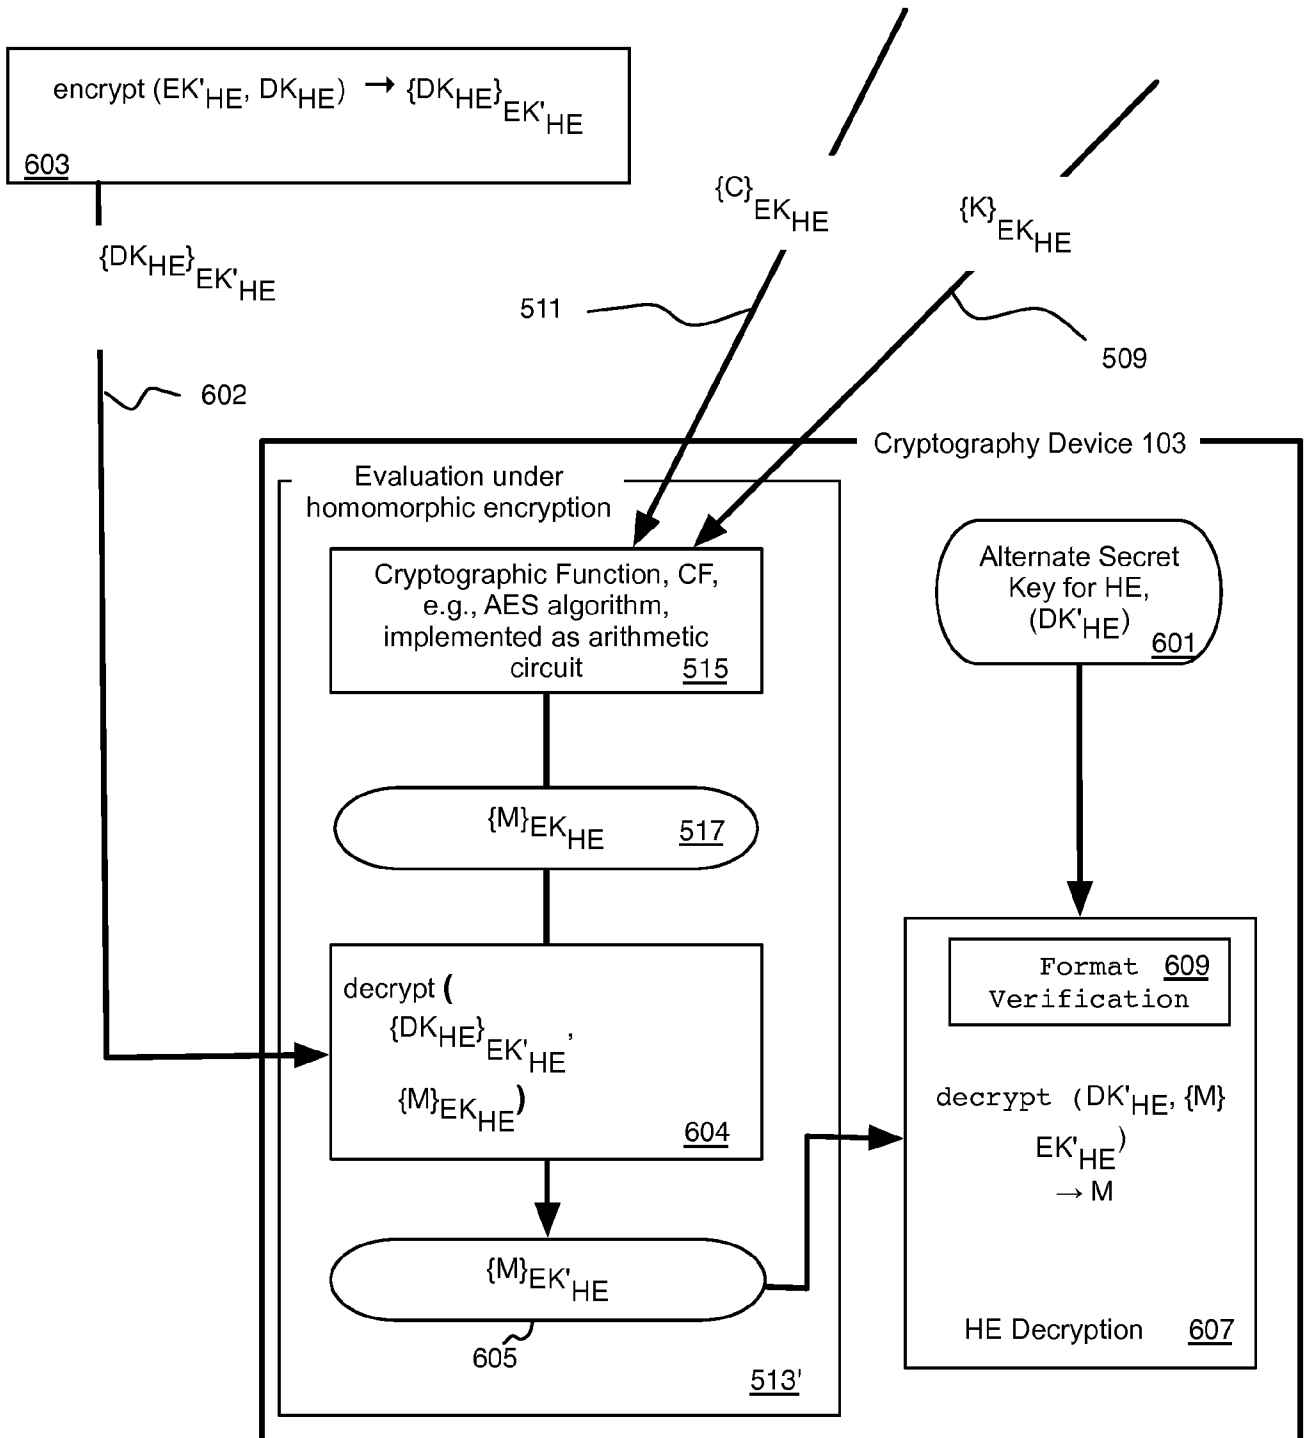 encrypt (EK'HE, DKHE) → {DKHE}EK'HE
603
{C}EKHE
{K}EKHE
{DKHE}EK'HE
511
509
602
Cryptography Device 103
Evaluation under
homomorphic encryption
Cryptographic Function, CF,
e.g., AES algorithm,
implemented as arithmetic
circuit 515
Alternate Secret
Key for HE,
(DK'HE)
601
{M}EKHE 517
Format 609
Verification
decrypt (
{DKHE}EK'HE,
{M}EKHE)
604
decrypt (DK'HE, {M}
EK'HE)
→ M
{M}EK'HE
605
HE Decryption 607
513'